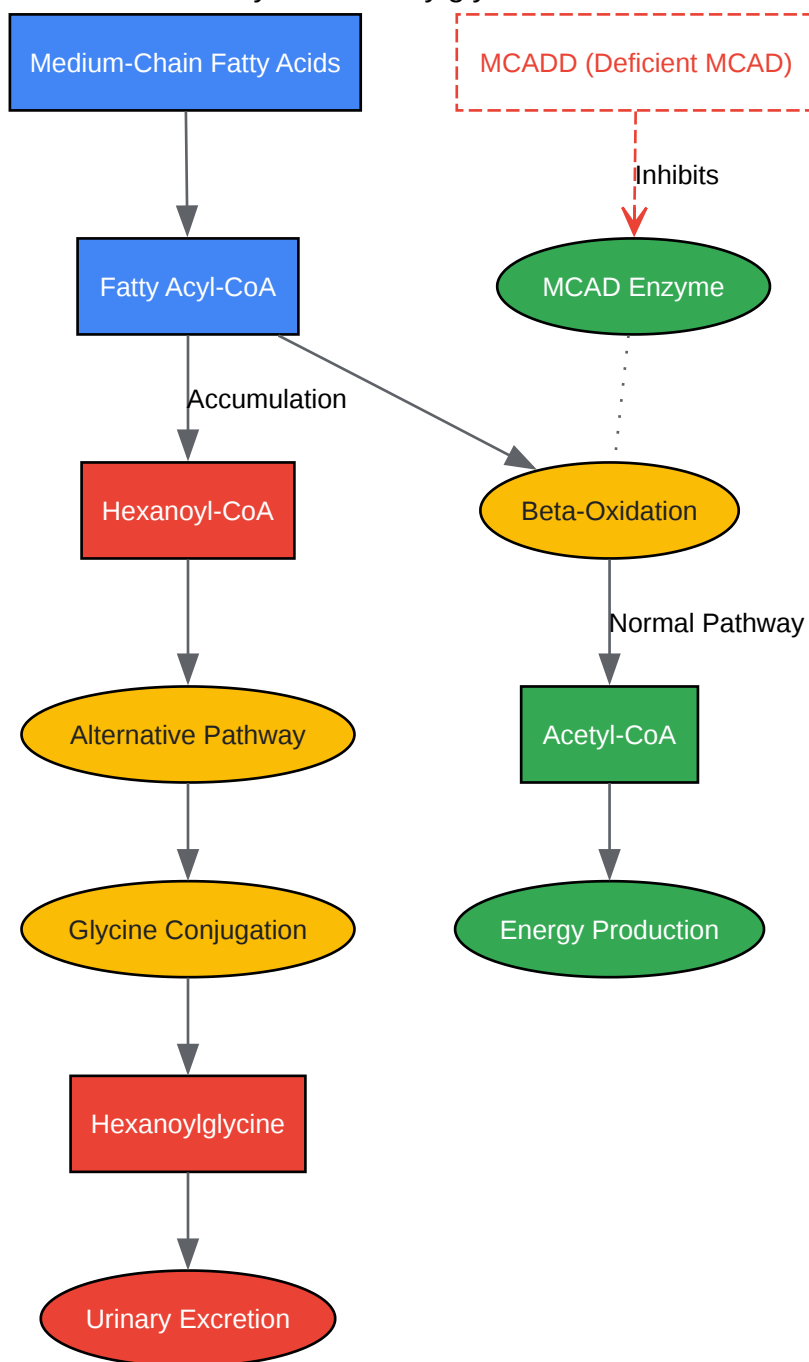 Medium-Chain Fatty Acids
MCADD (Deficient MCAD)
Inhibits
Fatty Acyl-CoA
MCAD Enzyme
Accumulation
Hexanoyl-CoA
Beta-Oxidation
Normal Pathway
Alternative Pathway
Acetyl-CoA
Glycine Conjugation
Energy Production
Hexanoylglycine
Urinary Excretion